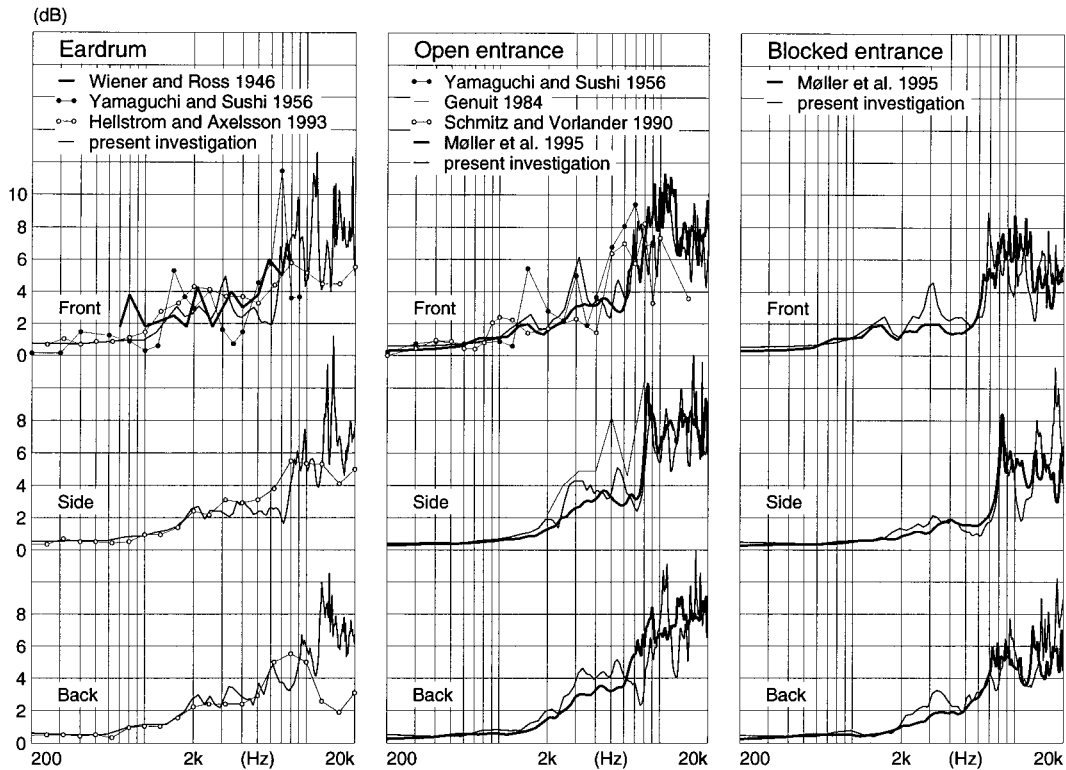 (dB)
Eardrum
Wiener and Ross 1946
Yamaguchi and Sushi 1956
Hellstrom and Axelsson 1993
present investigation
10
8
6
4
2
0
Front
8
6
4
2
0
Side
8
6
4
2
0
Back
200
2k
(Hz)
20k
Open entrance
Yamaguchi and Sushi 1956
Genuit 1984
Schmitz and Vorlander 1990
Møller et al. 1995
present investigation
Front
Side
Back
200
2k
(Hz)
20k
Blocked entrance
Møller et al. 1995
present investigation
Front
Side
Back
200
2k
(Hz)
20k